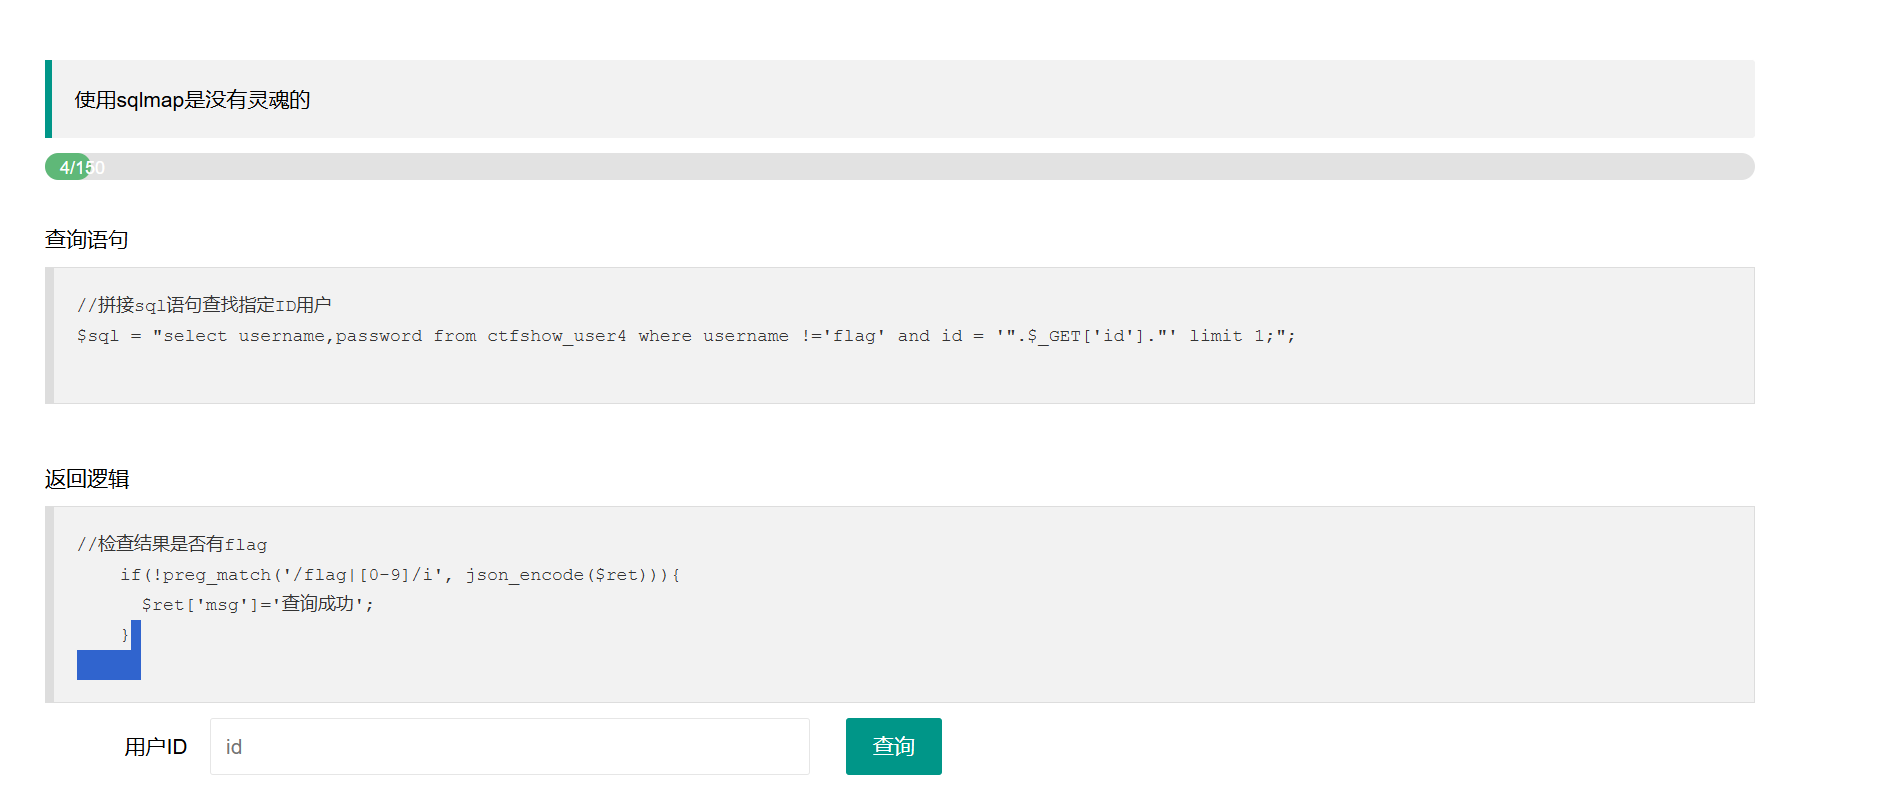 使用sqlmap是没有灵魂的
4/150
查询语句
//拼接sql语句查找指定ID用户
$sql = "select username,password from ctfshow_user4 where username !='flag' and id = '".$_GET['id']."' limit 1;";
返回逻辑
//检查结果是否有flag
    if(!preg_match('/flag|[0-9]/i', json_encode($ret))){
      $ret['msg']='查询成功';
    }
用户ID id 查询